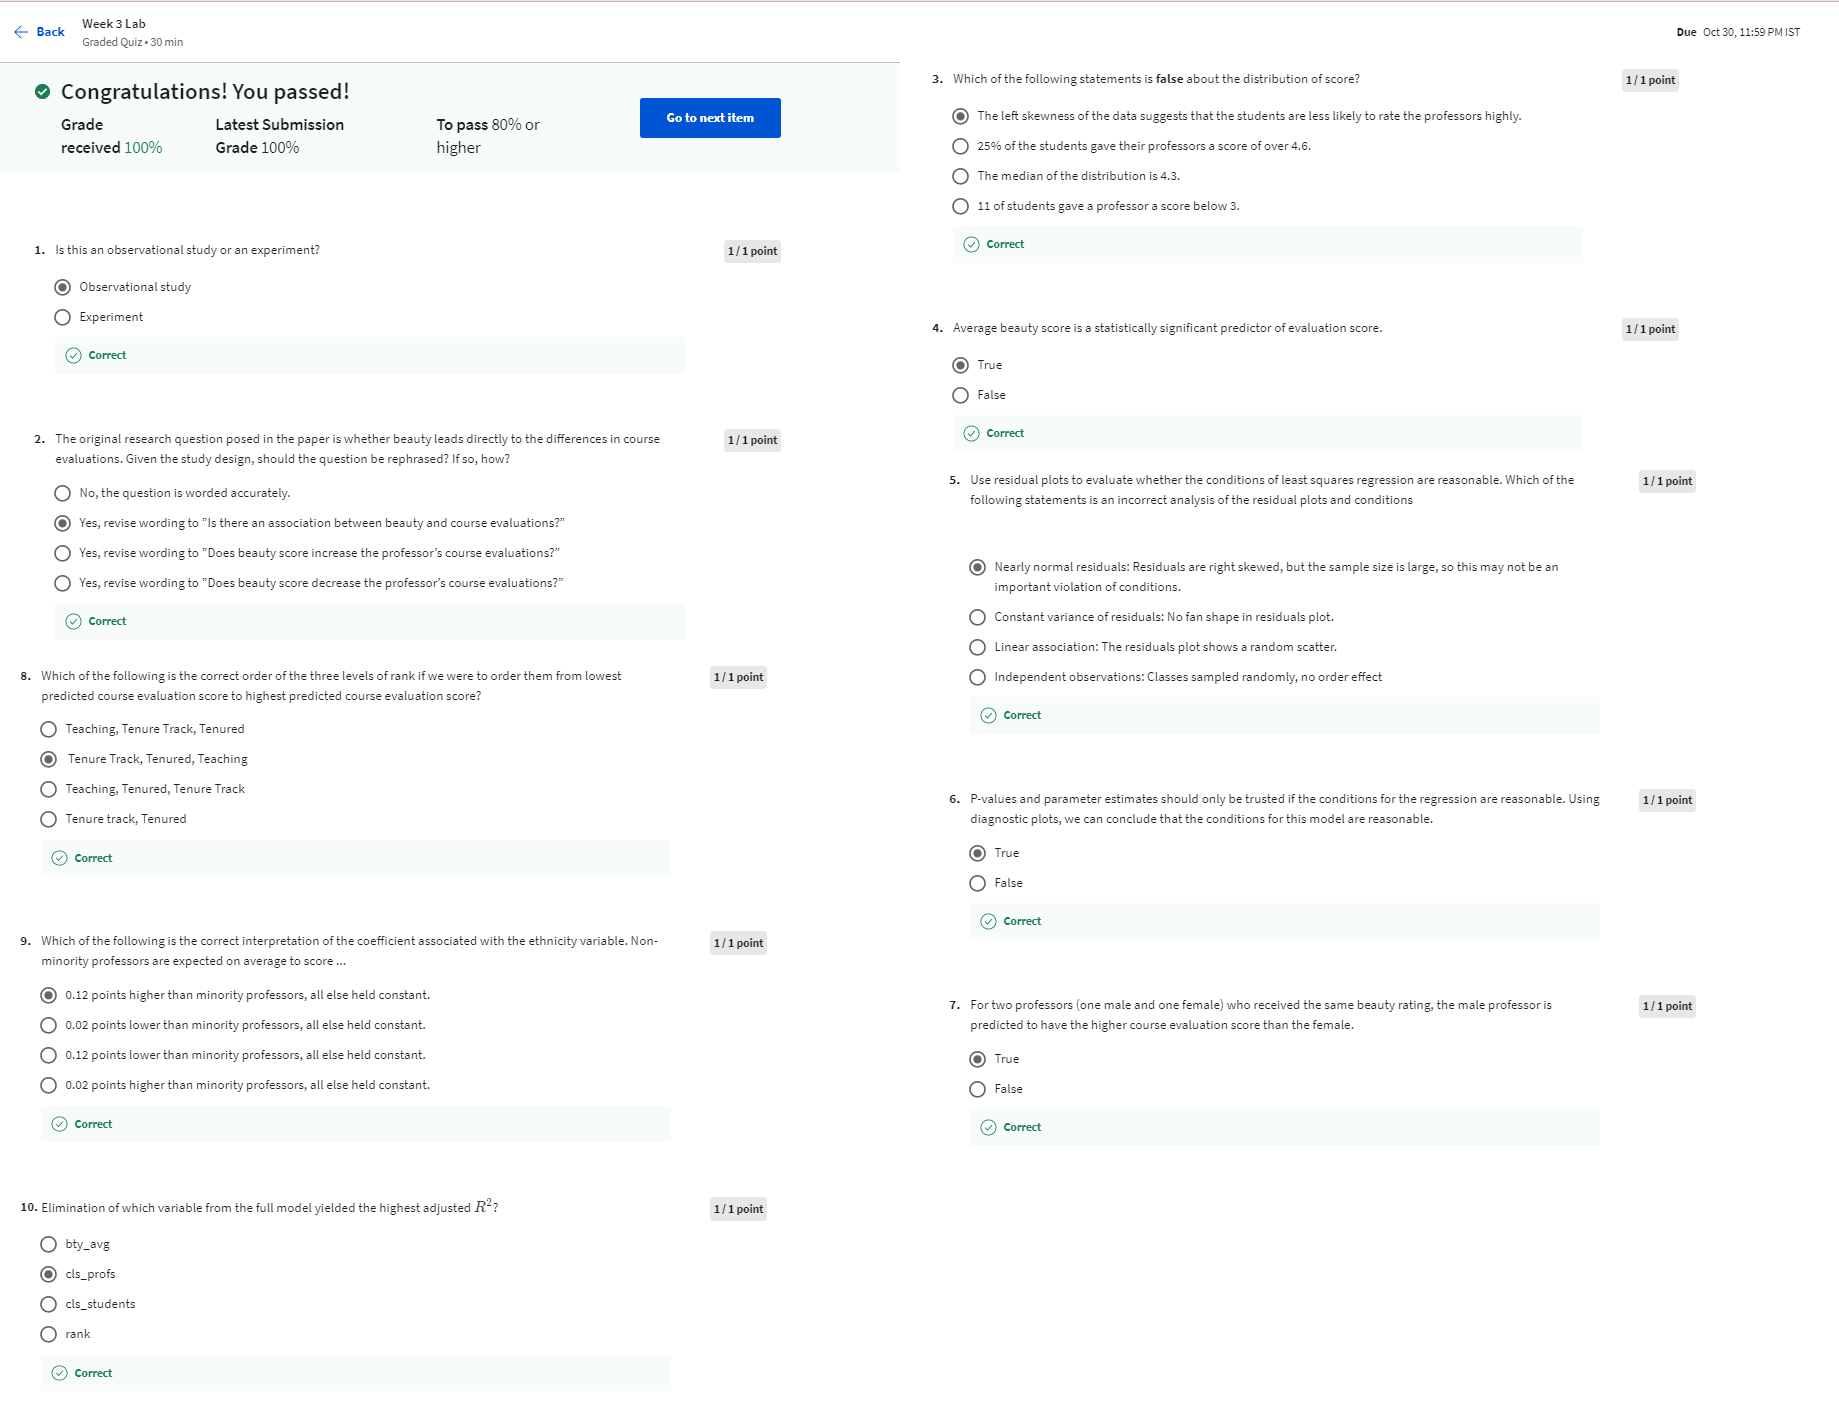 Back
Week 3 Lab
Graded Quiz • 30 min
Due Oct 30, 11:59 PM IST
Congratulations! You passed!
Grade
received 100%
Latest Submission
Grade 100%
To pass 80% or
higher
Go to next item
1. Is this an observational study or an experiment?
1 / 1 point
Observational study
Experiment
Correct
2. The original research question posed in the paper is whether beauty leads directly to the differences in course
evaluations. Given the study design, should the question be rephrased? If so, how?
1 / 1 point
No, the question is worded accurately.
Yes, revise wording to ”Is there an association between beauty and course evaluations?”
Yes, revise wording to ”Does beauty score increase the professor’s course evaluations?”
Yes, revise wording to ”Does beauty score decrease the professor’s course evaluations?”
Correct
8. Which of the following is the correct order of the three levels of rank if we were to order them from lowest
predicted course evaluation score to highest predicted course evaluation score?
1 / 1 point
Teaching, Tenure Track, Tenured
Tenure Track, Tenured, Teaching
Teaching, Tenured, Tenure Track
Tenure track, Tenured
Correct
9. Which of the following is the correct interpretation of the coefficient associated with the ethnicity variable. Non-
minority professors are expected on average to score ...
1 / 1 point
0.12 points higher than minority professors, all else held constant.
0.02 points lower than minority professors, all else held constant.
0.12 points lower than minority professors, all else held constant.
0.02 points higher than minority professors, all else held constant.
Correct
10. Elimination of which variable from the full model yielded the highest adjusted R²?
1 / 1 point
bty_avg
cls_profs
cls_students
rank
Correct
3. Which of the following statements is false about the distribution of score?
1 / 1 point
The left skewness of the data suggests that the students are less likely to rate the professors highly.
25% of the students gave their professors a score of over 4.6.
The median of the distribution is 4.3.
11 of students gave a professor a score below 3.
Correct
4. Average beauty score is a statistically significant predictor of evaluation score.
1 / 1 point
True
False
Correct
5. Use residual plots to evaluate whether the conditions of least squares regression are reasonable. Which of the
following statements is an incorrect analysis of the residual plots and conditions
1 / 1 point
Nearly normal residuals: Residuals are right skewed, but the sample size is large, so this may not be an
important violation of conditions.
Constant variance of residuals: No fan shape in residuals plot.
Linear association: The residuals plot shows a random scatter.
Independent observations: Classes sampled randomly, no order effect
Correct
6. P-values and parameter estimates should only be trusted if the conditions for the regression are reasonable. Using
diagnostic plots, we can conclude that the conditions for this model are reasonable.
1 / 1 point
True
False
Correct
7. For two professors (one male and one female) who received the same beauty rating, the male professor is
predicted to have the higher course evaluation score than the female.
1 / 1 point
True
False
Correct